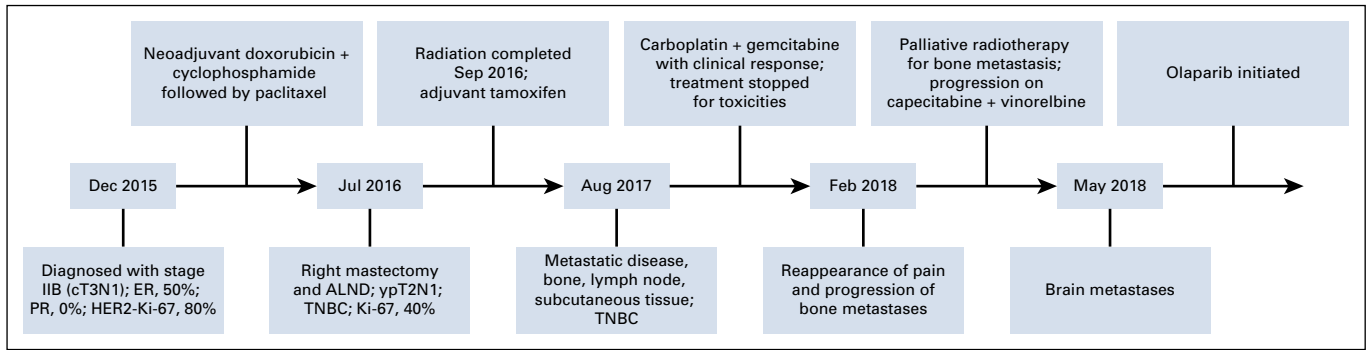 Neoadjuvant doxorubicin +
cyclophosphamide
followed by paclitaxel
Radiation completed
Sep 2016;
adjuvant tamoxifen
Carboplatin + gemcitabine
with clinical response;
treatment stopped
for toxicities
Palliative radiotherapy
for bone metastasis;
progression on
capecitabine + vinorelbine
Olaparib initiated
Dec 2015
Jul 2016
Aug 2017
Feb 2018
May 2018
Diagnosed with stage
IIB (cT3N1); ER, 50%;
PR, 0%; HER2-Ki-67, 80%
Right mastectomy
and ALND; ypT2N1;
TNBC; Ki-67, 40%
Metastatic disease,
bone, lymph node,
subcutaneous tissue;
TNBC
Reappearance of pain
and progression of
bone metastases
Brain metastases